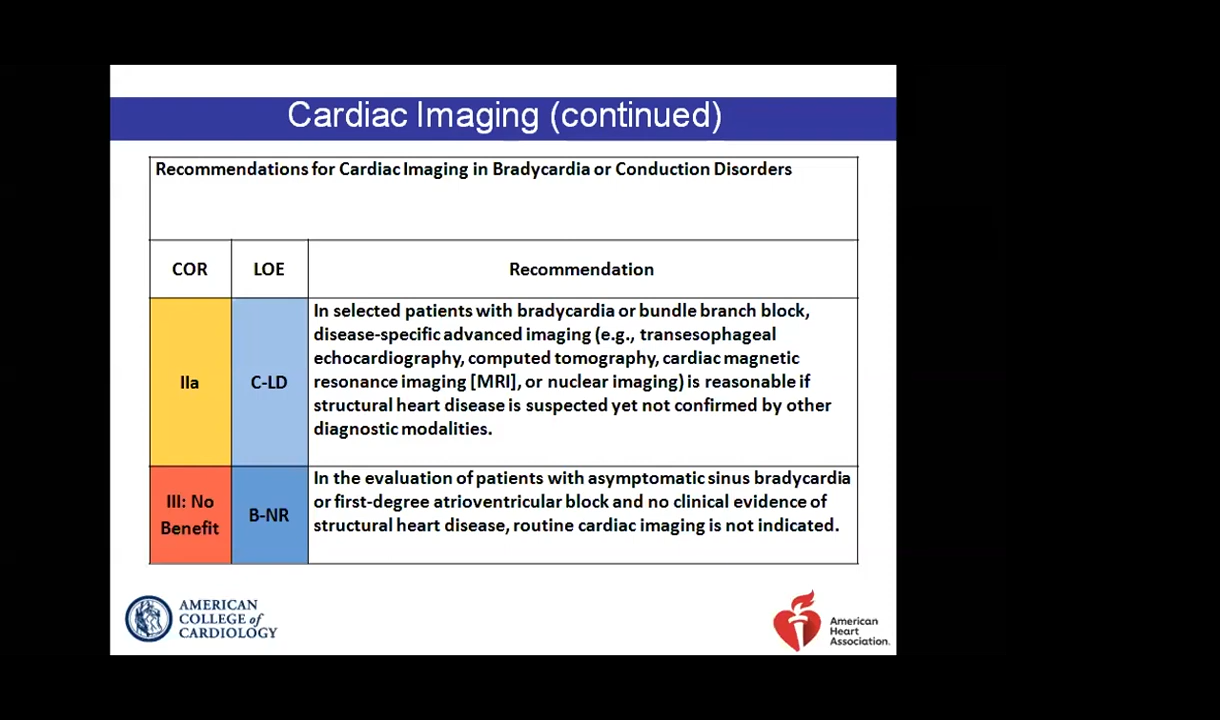 Cardiac Imaging (continued)
Recommendations for Cardiac Imaging in Bradycardia or Conduction Disorders
COR LOE Recommendation
IIa
C-LD
In selected patients with bradycardia or bundle branch block,
disease-specific advanced imaging (e.g., transesophageal
echocardiography, computed tomography, cardiac magnetic
resonance imaging [MRI], or nuclear imaging) is reasonable if
structural heart disease is suspected yet not confirmed by other
diagnostic modalities.
III: No
Benefit
B-NR
In the evaluation of patients with asymptomatic sinus bradycardia
or first-degree atrioventricular block and no clinical evidence of
structural heart disease, routine cardiac imaging is not indicated.
AMERICAN
COLLEGE of
CARDIOLOGY
American
Heart
Association.